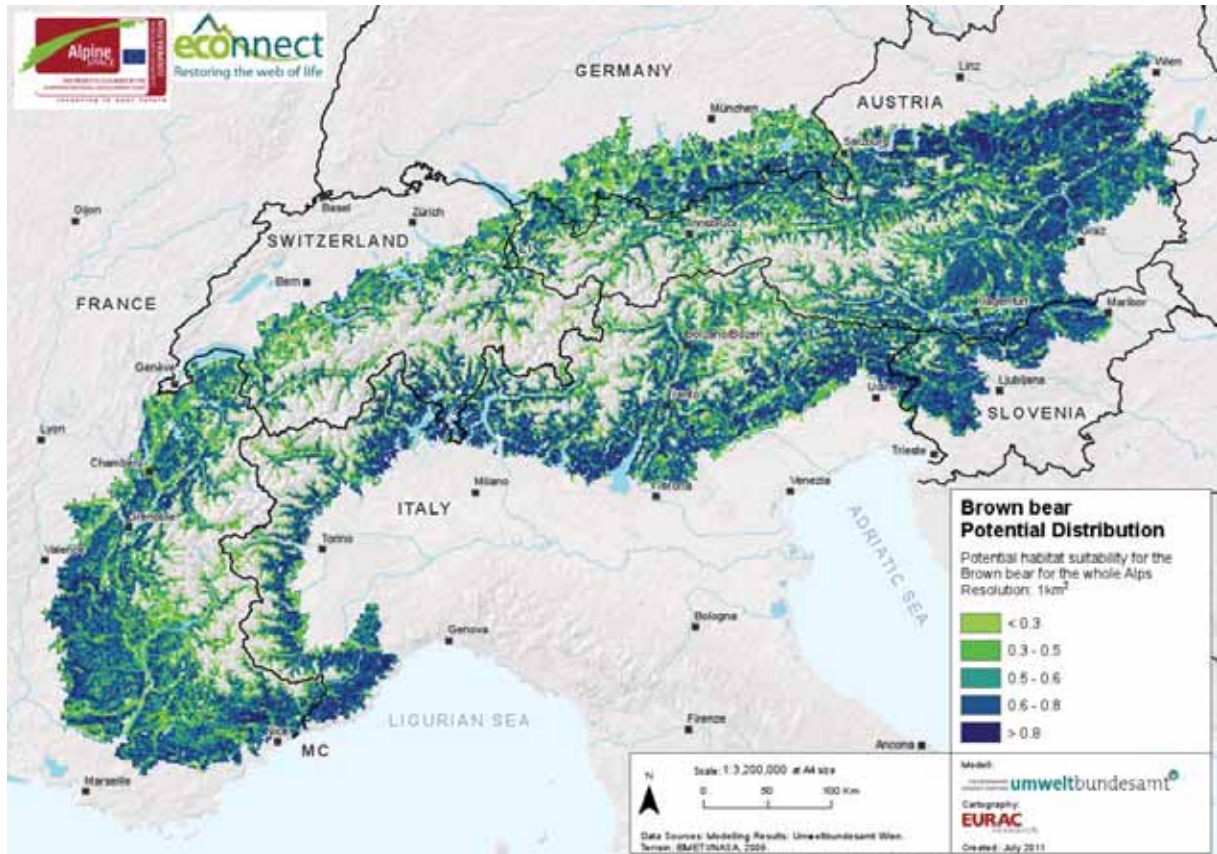 Alpine
SPACE
investing in your future
econnect
Restoring the web of life
GERMANY
Linz
Wien
München
AUSTRIA
Salzburg
Dijon
Basel
Zürich
SWITZERLAND
Innsbruck
Graz
Bern
FRANCE
Klagenfurt
Maribor
Bolzano/Bozen
Genève
Ljubljana
Trento
Udine
SLOVENIA
Lyon
Trieste
Chambéry
Milano
Verona
Venezia
ITALY
Grenoble
Torino
Valence
ADRIATIC SEA
Bologna
Genova
LIGURIAN SEA
Firenze
Nice
MC
Ancona
Marseille
Brown bear
Potential Distribution
Potential habitat suitability for the
Brown bear for the whole Alps
Resolution: 1km²
< 0.3
0.3 - 0.5
0.5 - 0.6
0.6 - 0.8
> 0.8
N
Scale: 1:3,200,000 at A4 size
0 50 100 Km
Data Sources: Modelling Results: Umweltbundesamt Wien.
Modell:
umweltbundesamt
Cartography:
EURAC
Created: July 2011